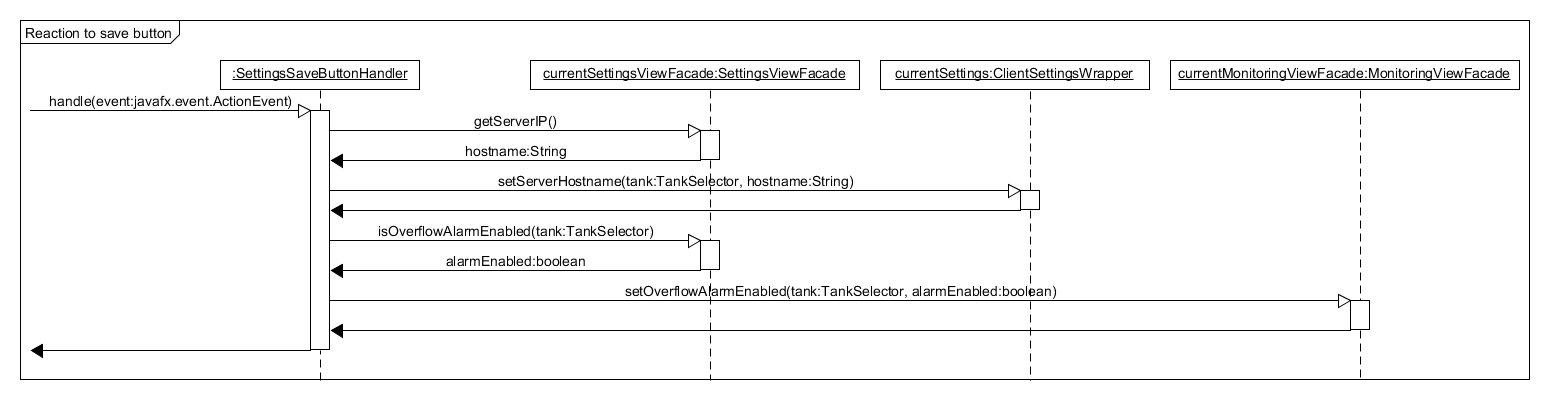 Reaction to save button
:SettingsSaveButtonHandler
currentSettingsViewFacade:SettingsViewFacade
currentSettings:ClientSettingsWrapper
currentMonitoringViewFacade:MonitoringViewFacade
handle(event:javafx.event.ActionEvent)
getServerIP()
hostname:String
setServerHostname(tank:TankSelector, hostname:String)
isOverflowAlarmEnabled(tank:TankSelector)
alarmEnabled:boolean
setOverflowAlarmEnabled(tank:TankSelector, alarmEnabled:boolean)